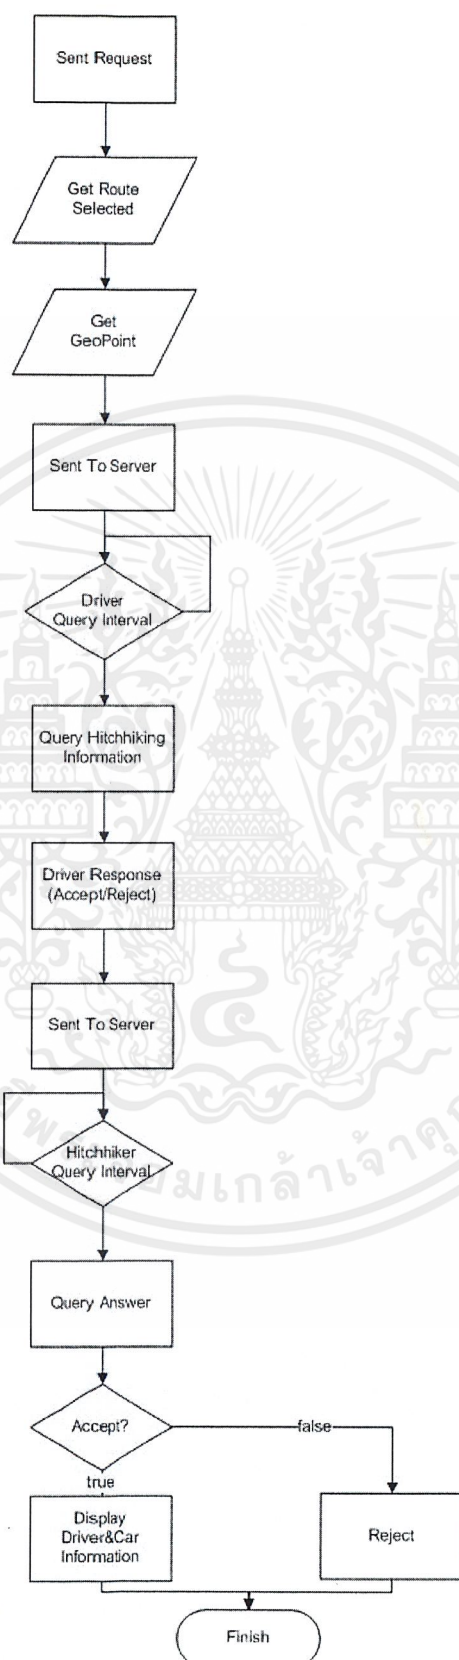 Sent Request
Get Route
Selected
Get
GeoPoint
Sent To Server
Driver
Query Interval
Query Hitchhiking
Information
Driver Response
(Accept/Reject)
Sent To Server
Hitchhiker
Query Interval
Query Answer
Accept?
false
true
Display
Driver&Car
Information
Reject
Finish